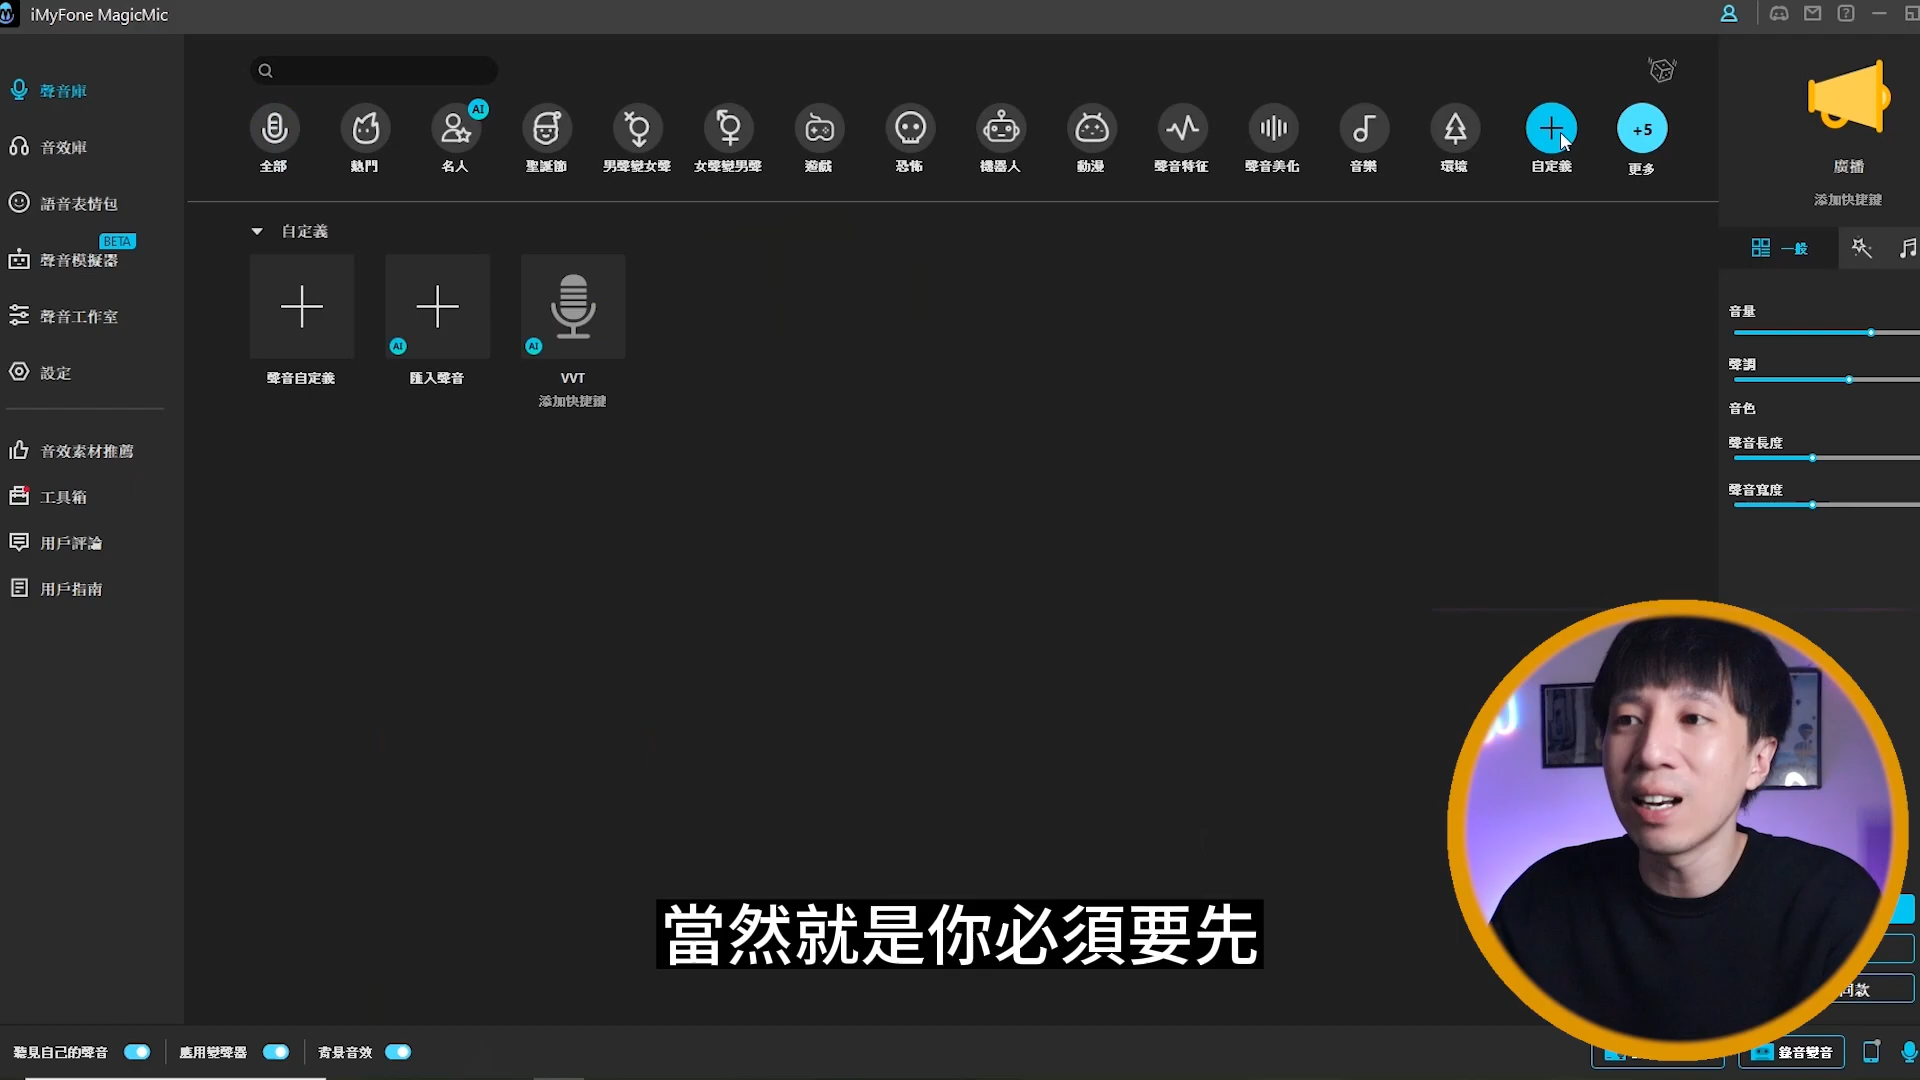 iMyFone MagicMic
聲音庫
音效庫
語音表情包
BETA
聲音模擬器
聲音工作室
設定
音效素材推薦
工具箱
用戶評論
用戶指南
AI
全部
熱門
名人
聖誕節
男聲變女聲
女聲變男聲
遊戲
恐怖
機器人
動漫
聲音特征
聲音美化
音樂
環境
自定義
+5
更多
自定義
聲音自定義
AI
匯入聲音
AI
VVT
添加快捷鍵
廣播
添加快捷鍵
一般
音量
聲調
音色
聲音長度
聲音寬度
同款
當然就是你必須要先
聽見自己的聲音
應用變聲器
背景音效
錄音變音